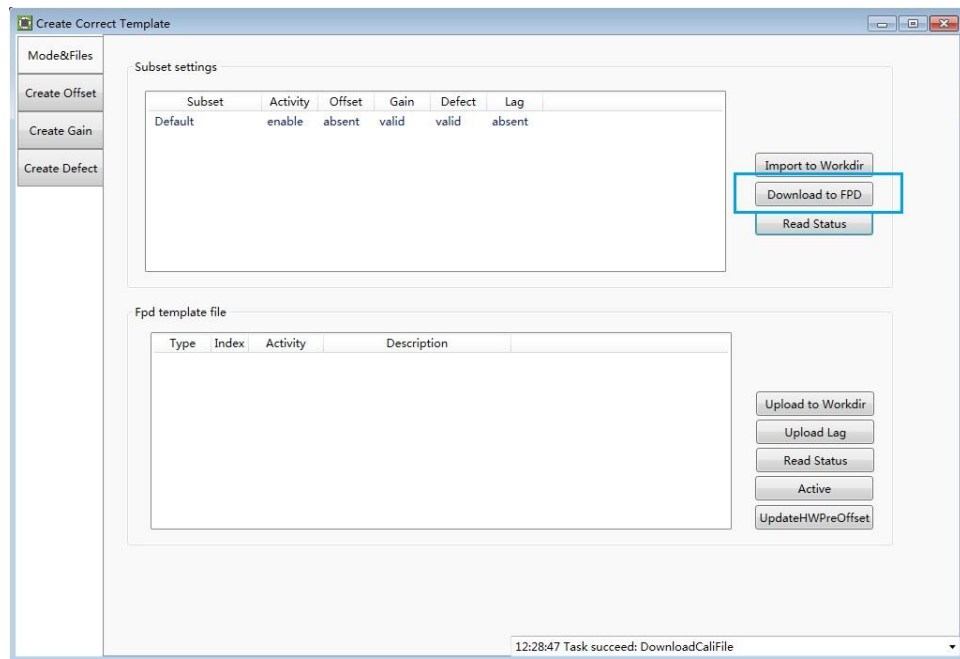 Create Correct Template
Mode&Files
Create Offset
Create Gain
Create Defect
Subset settings
Subset Activity Offset Gain Defect Lag
Default enable absent valid valid absent
Import to Workdir
Download to FPD
Read Status
Fpd template file
Type Index Activity Description
Upload to Workdir
Upload Lag
Read Status
Active
UpdateHWPreOffset
12:28:47 Task succeed: DownloadCaliFile